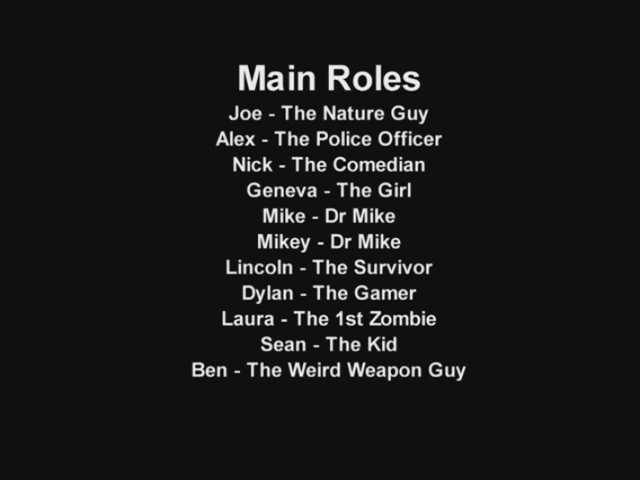 Main Roles
Joe - The Nature Guy
Alex - The Police Officer
Nick - The Comedian
Geneva - The Girl
Mike - Dr Mike
Mikey - Dr Mike
Lincoln - The Survivor
Dylan - The Gamer
Laura - The 1st Zombie
Sean - The Kid
Ben - The Weird Weapon Guy